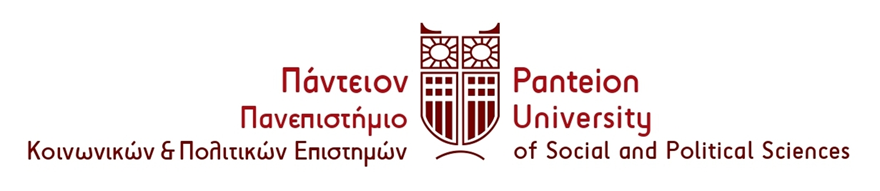 Πάντειον
Πανεπιστήμιο
Κοινωνικών & Πολιτικών Επιστημών
Panteion
University
of Social and Political Sciences